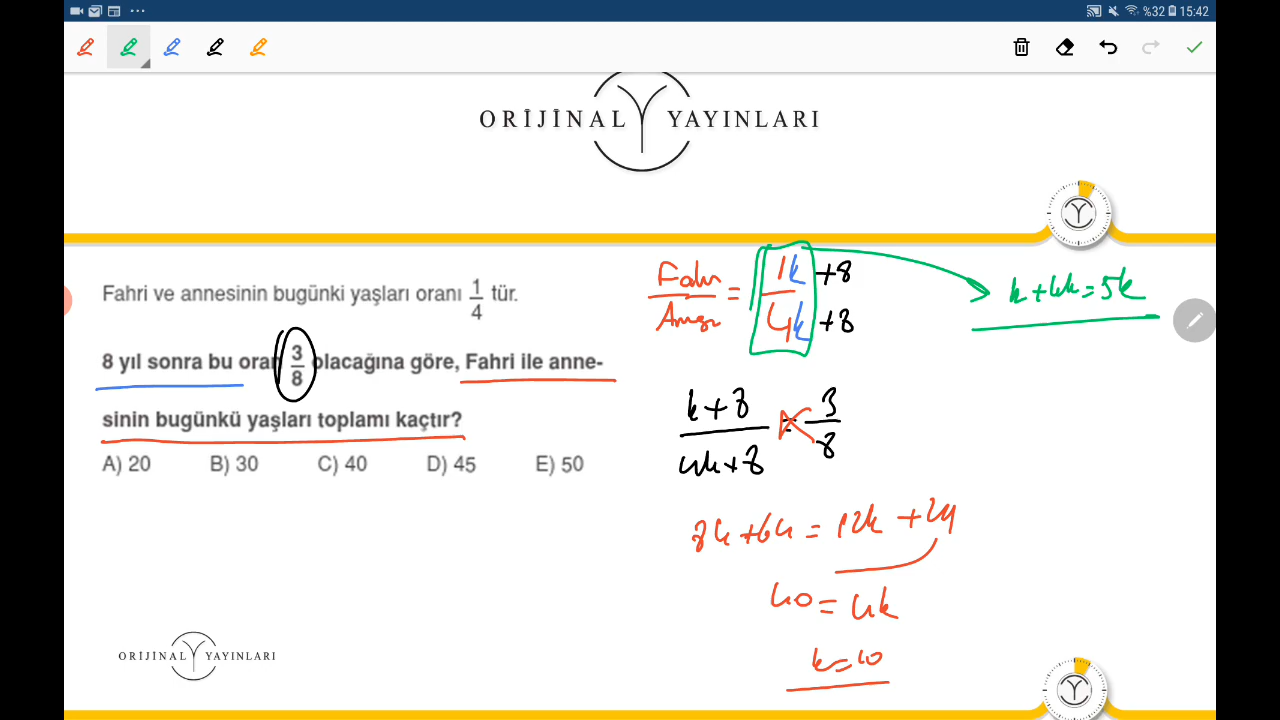 %32 15:42
ORİJİNAL YAYINLARI
Fahri ve annesinin bugünki yaşları oranı 1/4 tür.
8 yıl sonra bu oran 3/8 olacağına göre, Fahri ile anne-
sinin bugünkü yaşları toplamı kaçtır?
A) 20 B) 30 C) 40 D) 45 E) 50
Fahri = 1k +8
Annesi 4k +8
k+4k=5k
k+8 = 3
4k+8 8
8k+64 = 12k +24
40 = 4k
k=10
ORİJİNAL YAYINLARI